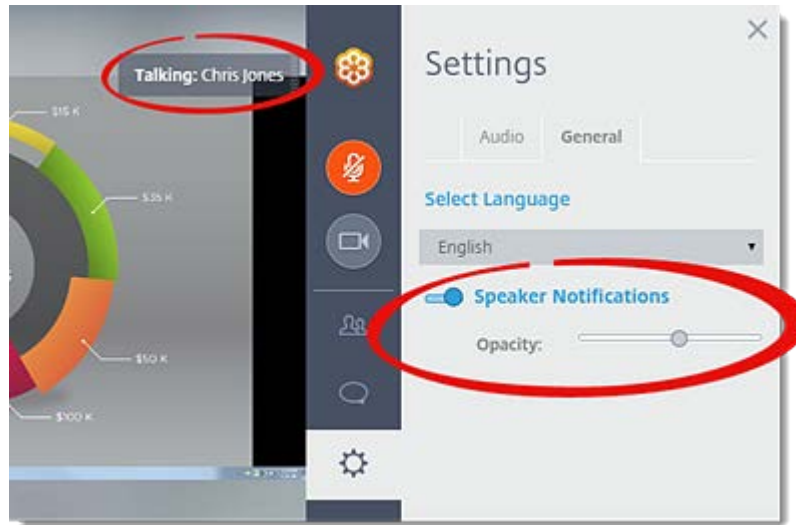 Talking: Chris Jones
$15 K
$35 K
$50 K
$100 K
Settings
Audio
General
Select Language
English
Speaker Notifications
Opacity: